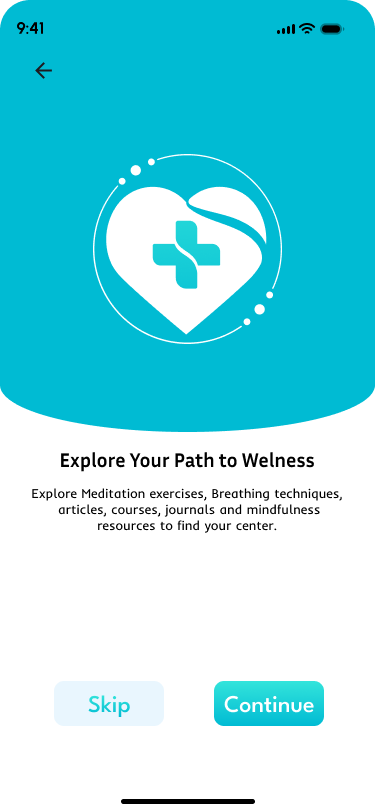 9:41
Explore Your Path to Welness
Explore Meditation exercises, Breathing techniques,
articles, courses, journals and mindfulness
resources to find your center.
Skip
Continue